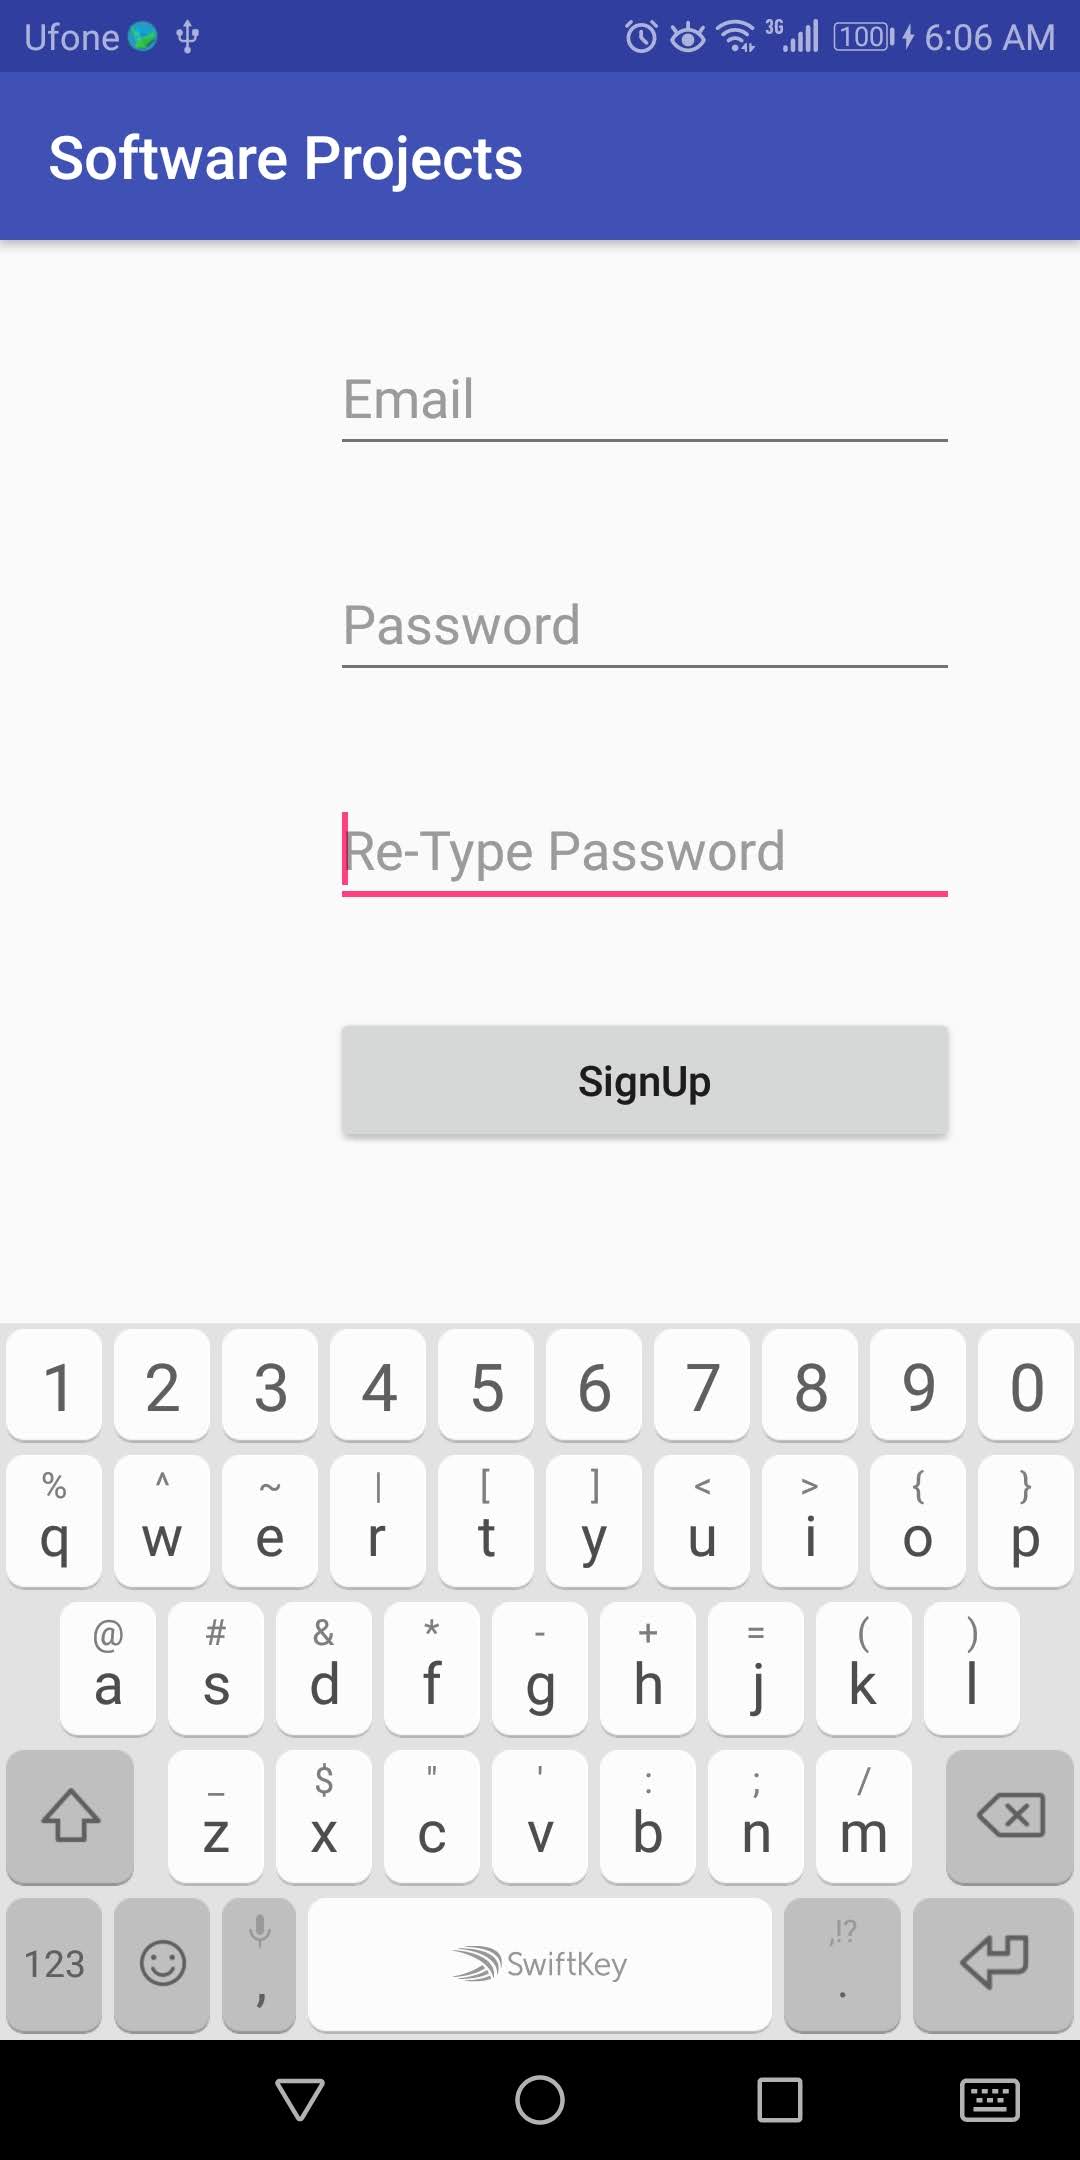 Ufone 3G 100 6:06 AM
Software Projects
Email
Password
Re-Type Password
SignUp
1 2 3 4 5 6 7 8 9 0
% ^ ~ | [ ] < > { }
q w e r t y u i o p
@ # & * - + = ( )
a s d f g h j k l
_ $ " ' : ; /
z x c v b n m
,!?
123 , SwiftKey .